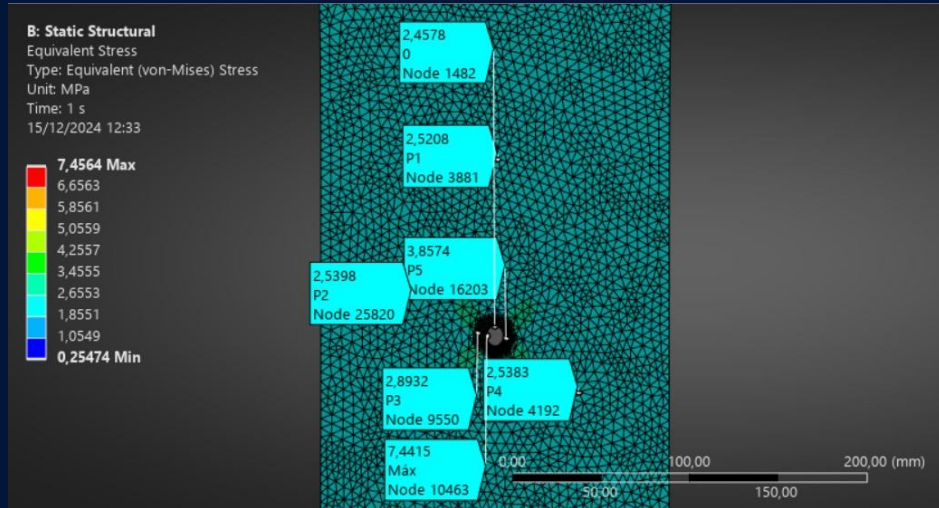 B: Static Structural
Equivalent Stress
Type: Equivalent (von-Mises) Stress
Unit: MPa
Time: 1 s
15/12/2024 12:33
7,4564 Max
6,6563
5,8561
5,0559
4,2557
3,4555
2,6553
1,8551
1,0549
0,25474 Min
2,4578
0
Node 1482
2,5208
P1
Node 3881
3,8574
P5
Node 16203
2,5398
P2
Node 25820
2,8932
P3
Node 9550
2,5383
P4
Node 4192
7,4415
Máx
Node 10463
0,00
100,00
200,00 (mm)
50,00
150,00